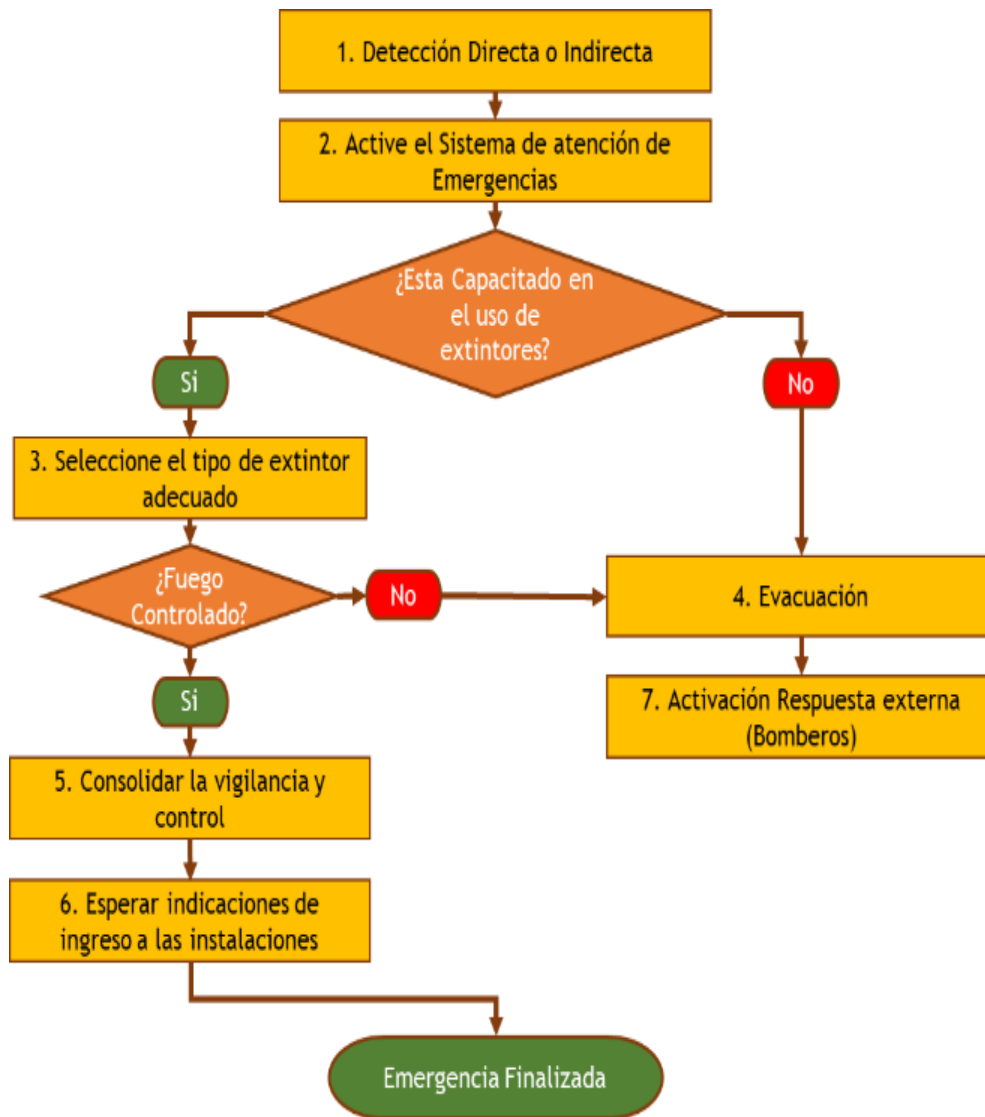 1. Detección Directa o Indirecta
2. Active el Sistema de atención de
Emergencias
¿Esta Capacitado en
el uso de
extintores?
Si
No
3. Seleccione el tipo de extintor
adecuado
¿Fuego
Controlado?
No
4. Evacuación
Si
7. Activación Respuesta externa
(Bomberos)
5. Consolidar la vigilancia y
control
6. Esperar indicaciones de
ingreso a las instalaciones
Emergencia Finalizada